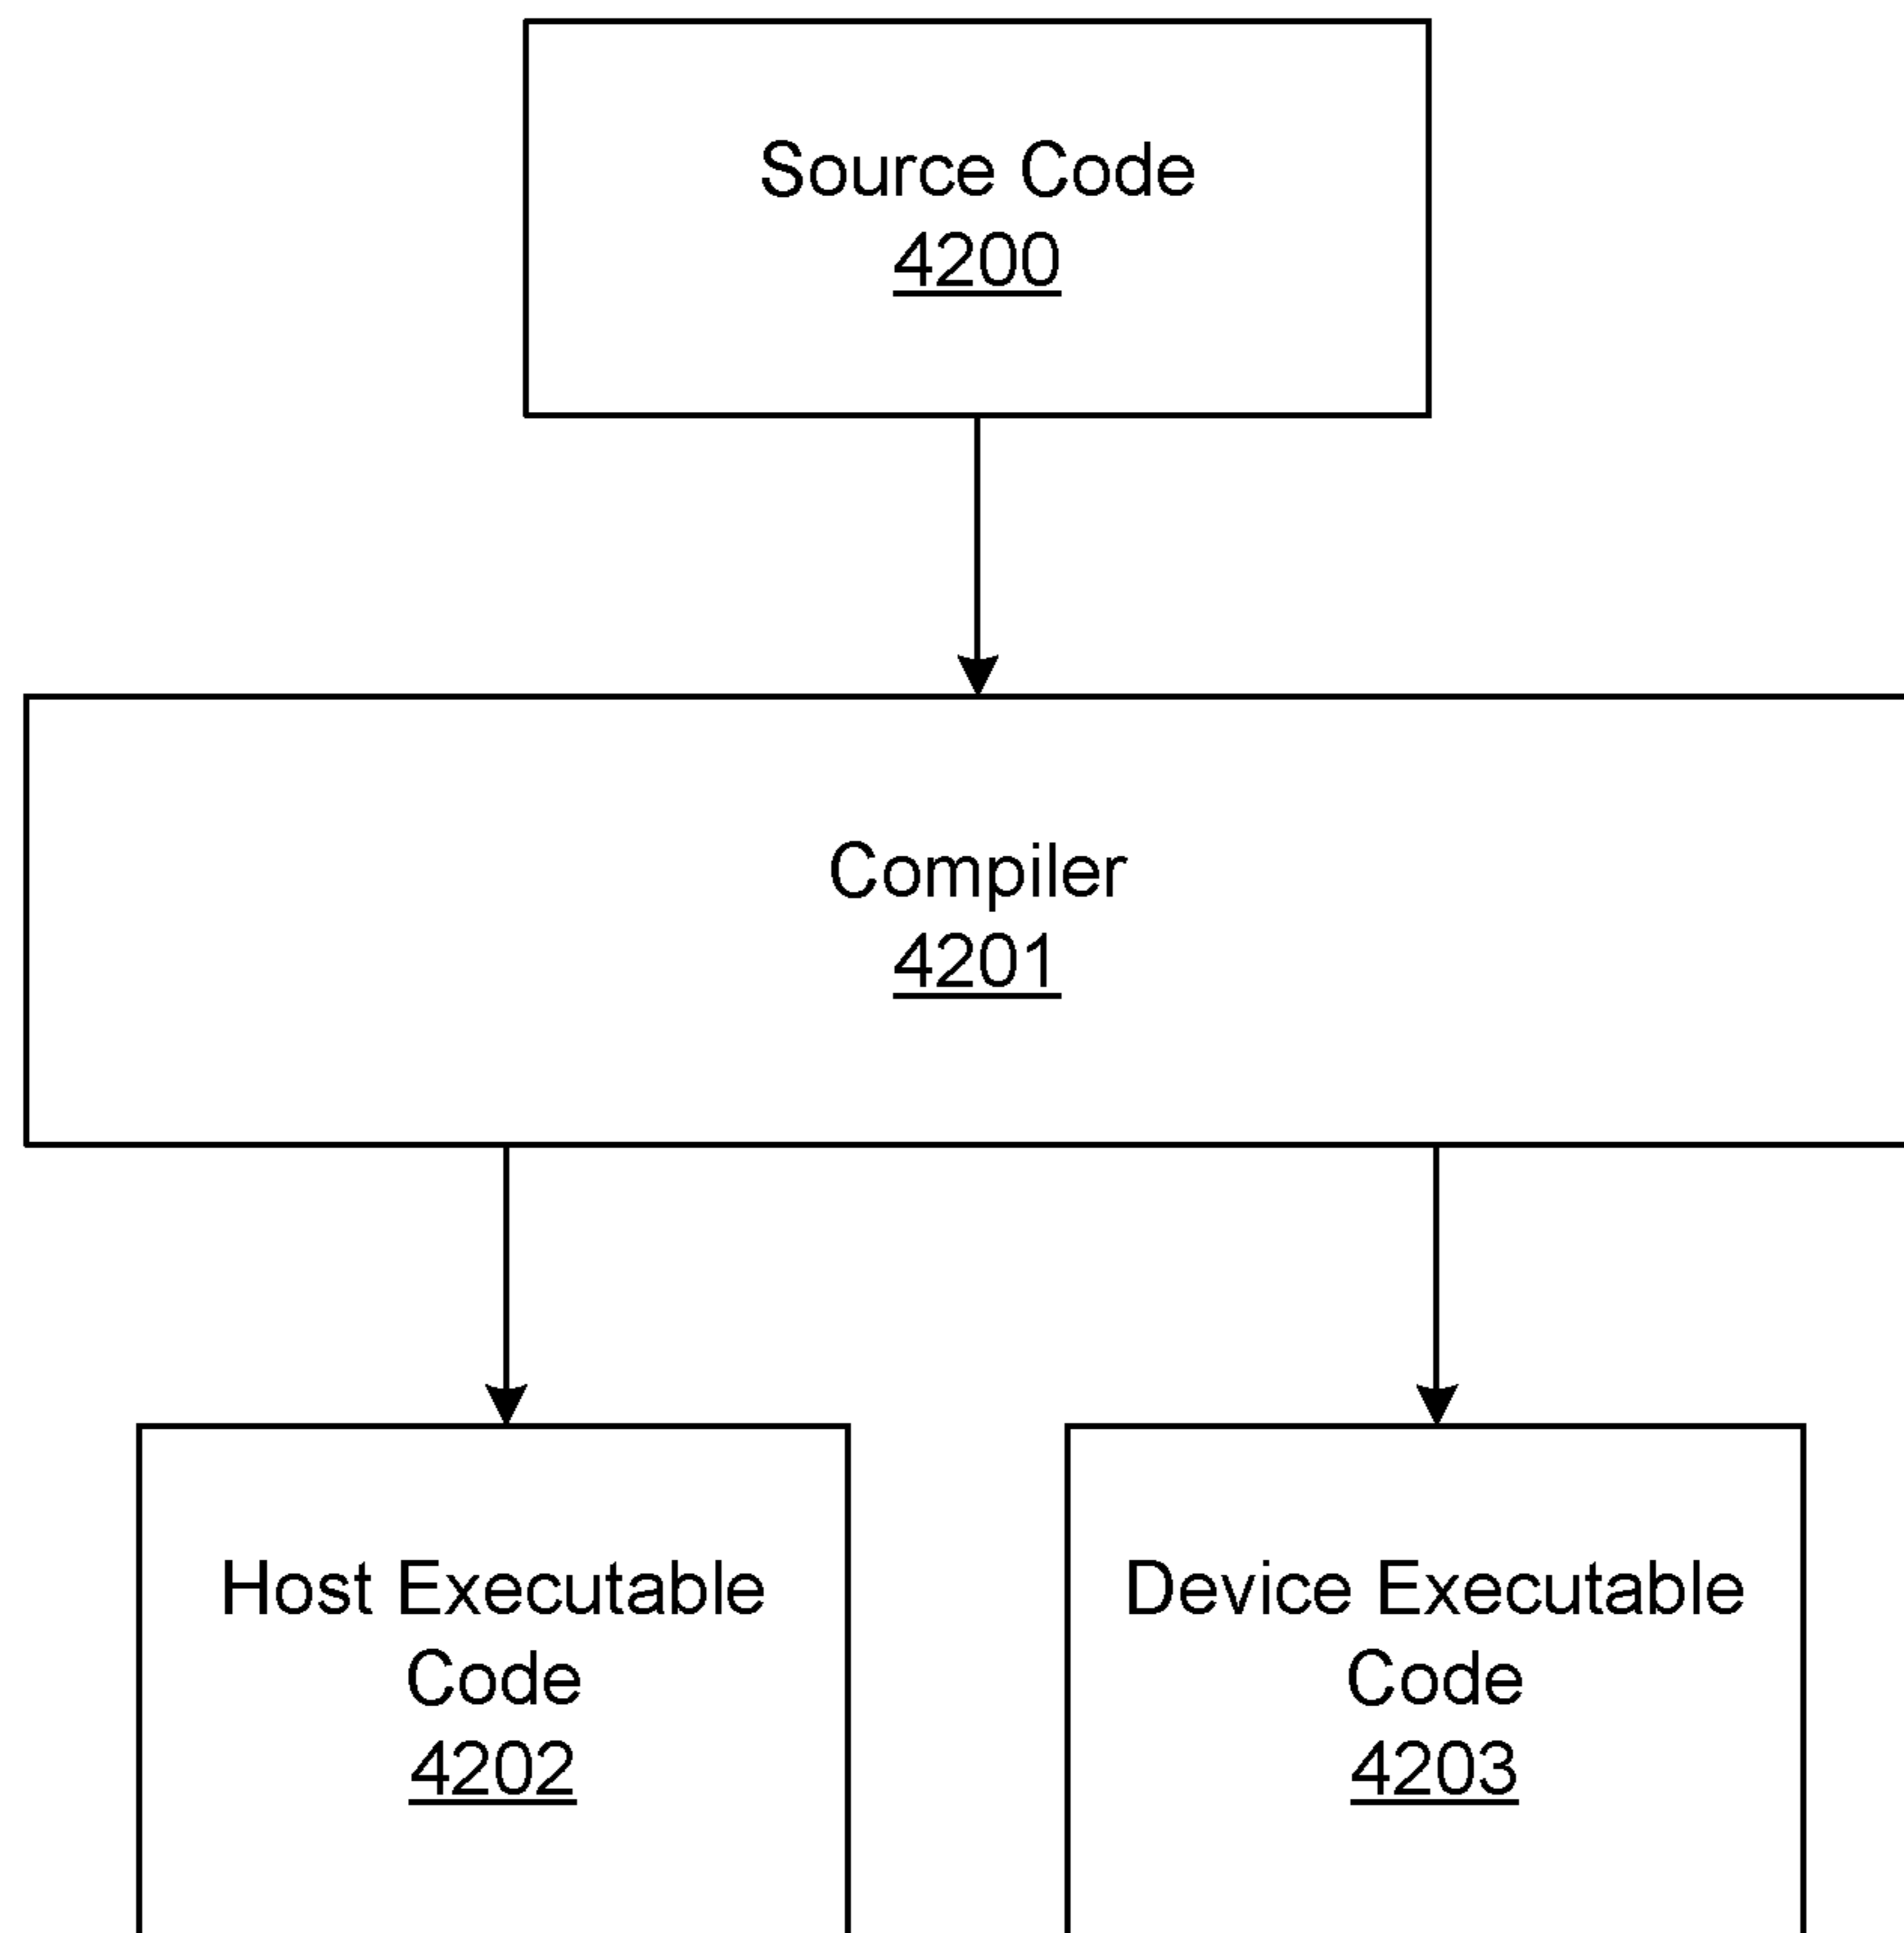 Source Code
4200
Compiler
4201
Host Executable
Code
4202
Device Executable
Code
4203